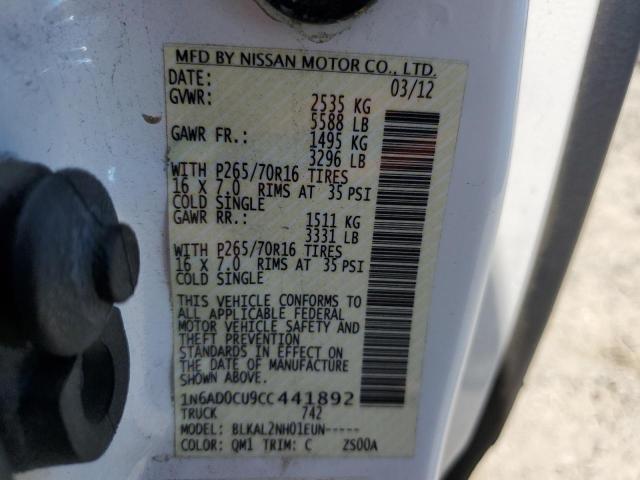 MFD BY NISSAN MOTOR CO., LTD.
DATE: 03/12
GVWR: 2535 KG
5588 LB
GAWR FR.: 1495 KG
3296 LB
WITH P265/70R16 TIRES
16 X 7.0 RIMS AT 35 PSI
COLD SINGLE
GAWR RR.: 1511 KG
3331 LB
WITH P265/70R16 TIRES
16 X 7.0 RIMS AT 35 PSI
COLD SINGLE
THIS VEHICLE CONFORMS TO
ALL APPLICABLE FEDERAL
MOTOR VEHICLE SAFETY AND
THEFT PREVENTION
STANDARDS IN EFFECT ON
THE DATE OF MANUFACTURE
SHOWN ABOVE.
1N6AD0CU9CC441892
TRUCK 742
MODEL: BLKAL2NH01EUN-----
COLOR: QM1 TRIM: C ZS00A